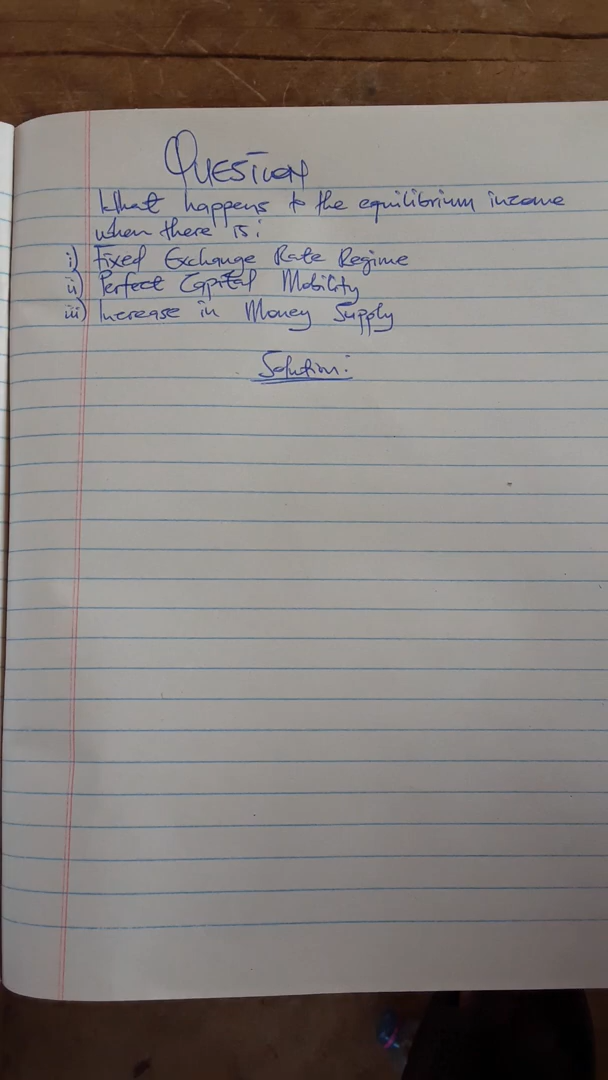 QUESTION
What happens to the equilibrium income
when there is:
i) Fixed Exchange Rate Regime
ii) Perfect Capital Mobility
iii) Increase in Money Supply
Solution: